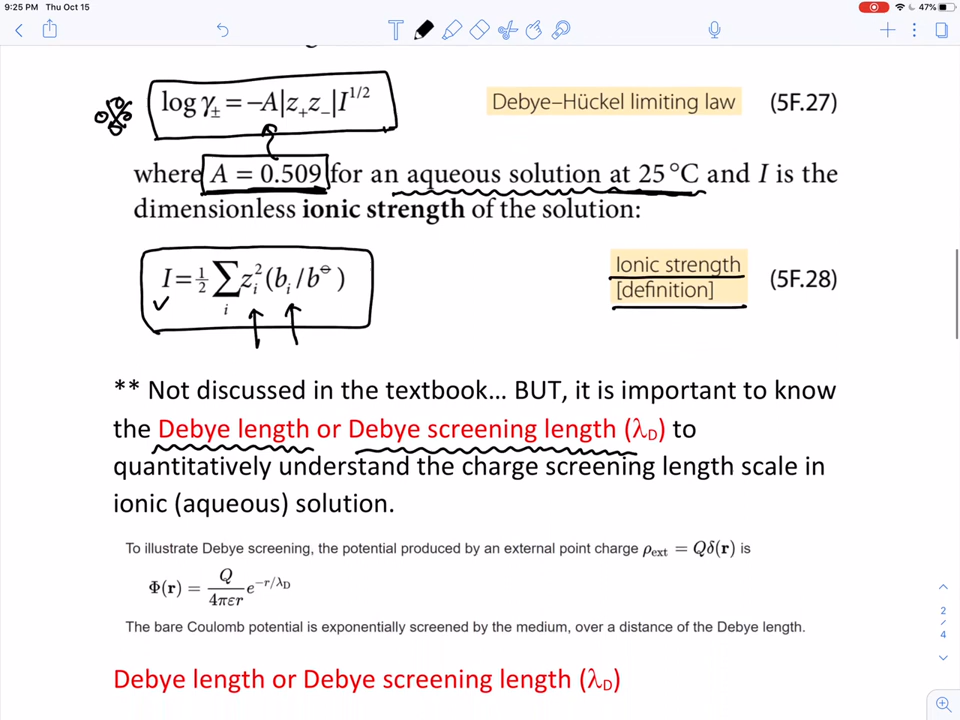 9:25 PM Thu Oct 15
47%
log γ± = −A|z₊z₋|I^1/2
Debye–Hückel limiting law
(5F.27)
where A = 0.509 for an aqueous solution at 25 °C and I is the
dimensionless ionic strength of the solution:
I = ½ ∑ᵢ zᵢ² (bᵢ/b^⦵)
Ionic strength
[definition]
(5F.28)
** Not discussed in the textbook… BUT, it is important to know
the Debye length or Debye screening length (λD) to
quantitatively understand the charge screening length scale in
ionic (aqueous) solution.
To illustrate Debye screening, the potential produced by an external point charge ρext = Qδ(r) is
Φ(r) = Q/4πεr e^−r/λD
The bare Coulomb potential is exponentially screened by the medium, over a distance of the Debye length.
Debye length or Debye screening length (λD)
2
/
4